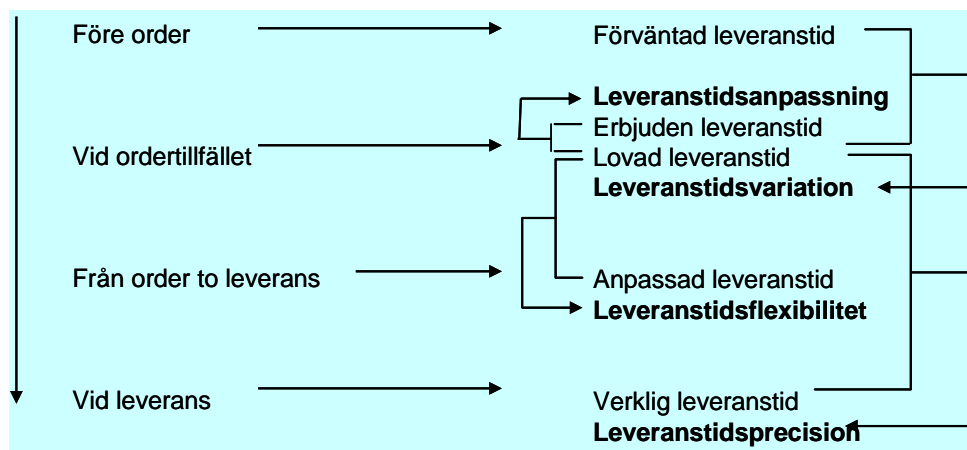 Före order
Förväntad leveranstid
Leveranstidsanpassning
Erbjuden leveranstid
Vid ordertillfället
Lovad leveranstid
Leveranstidsvariation
Från order to leverans
Anpassad leveranstid
Leveranstidsflexibilitet
Vid leverans
Verklig leveranstid
Leveranstidsprecision